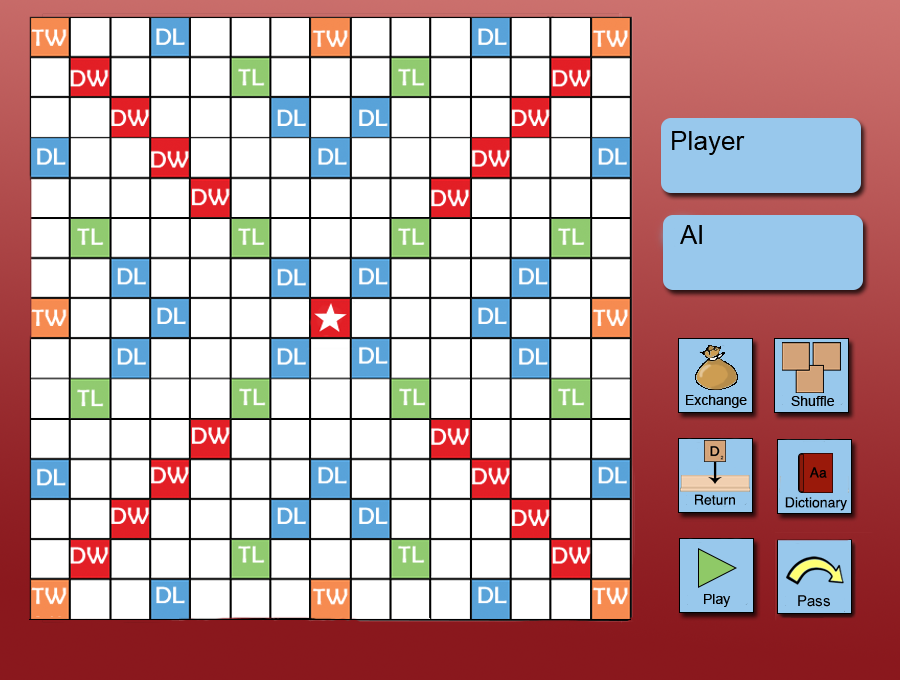 TW DL TW DL TW
DW TL TL DW
DW DL DL DW
DL DW DL DW DL
DW DW
TL TL TL TL
DL DL DL DL
TW DL DL TW
DL DL DL DL
TL TL TL TL
DW DW
DL DW DL DW DL
DW DL DL DW
DW TL TL DW
TW DL TW DL TW
Player
AI
Exchange
Shuffle
D
Return
Aa
Dictionary
Play
Pass